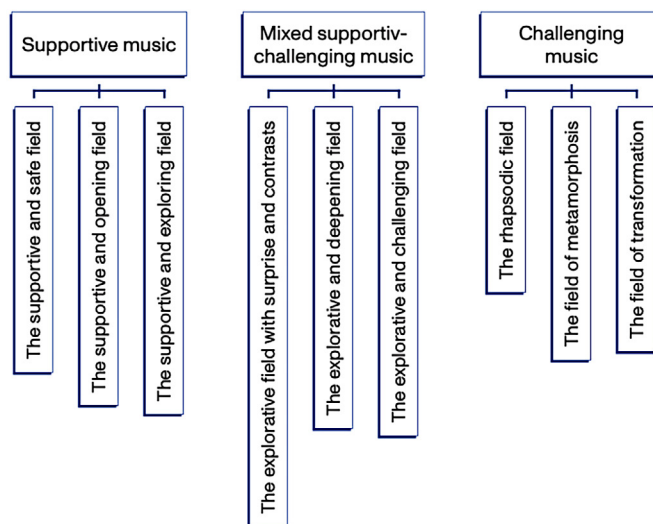 Supportive music
The supportive and safe field
The supportive and opening field
The supportive and exploring field
Mixed supportiv-
challenging music
The explorative field with surprise and contrasts
The explorative and deepening field
The explorative and challenging field
Challenging
music
The rhapsodic field
The field of metamorphosis
The field of transformation